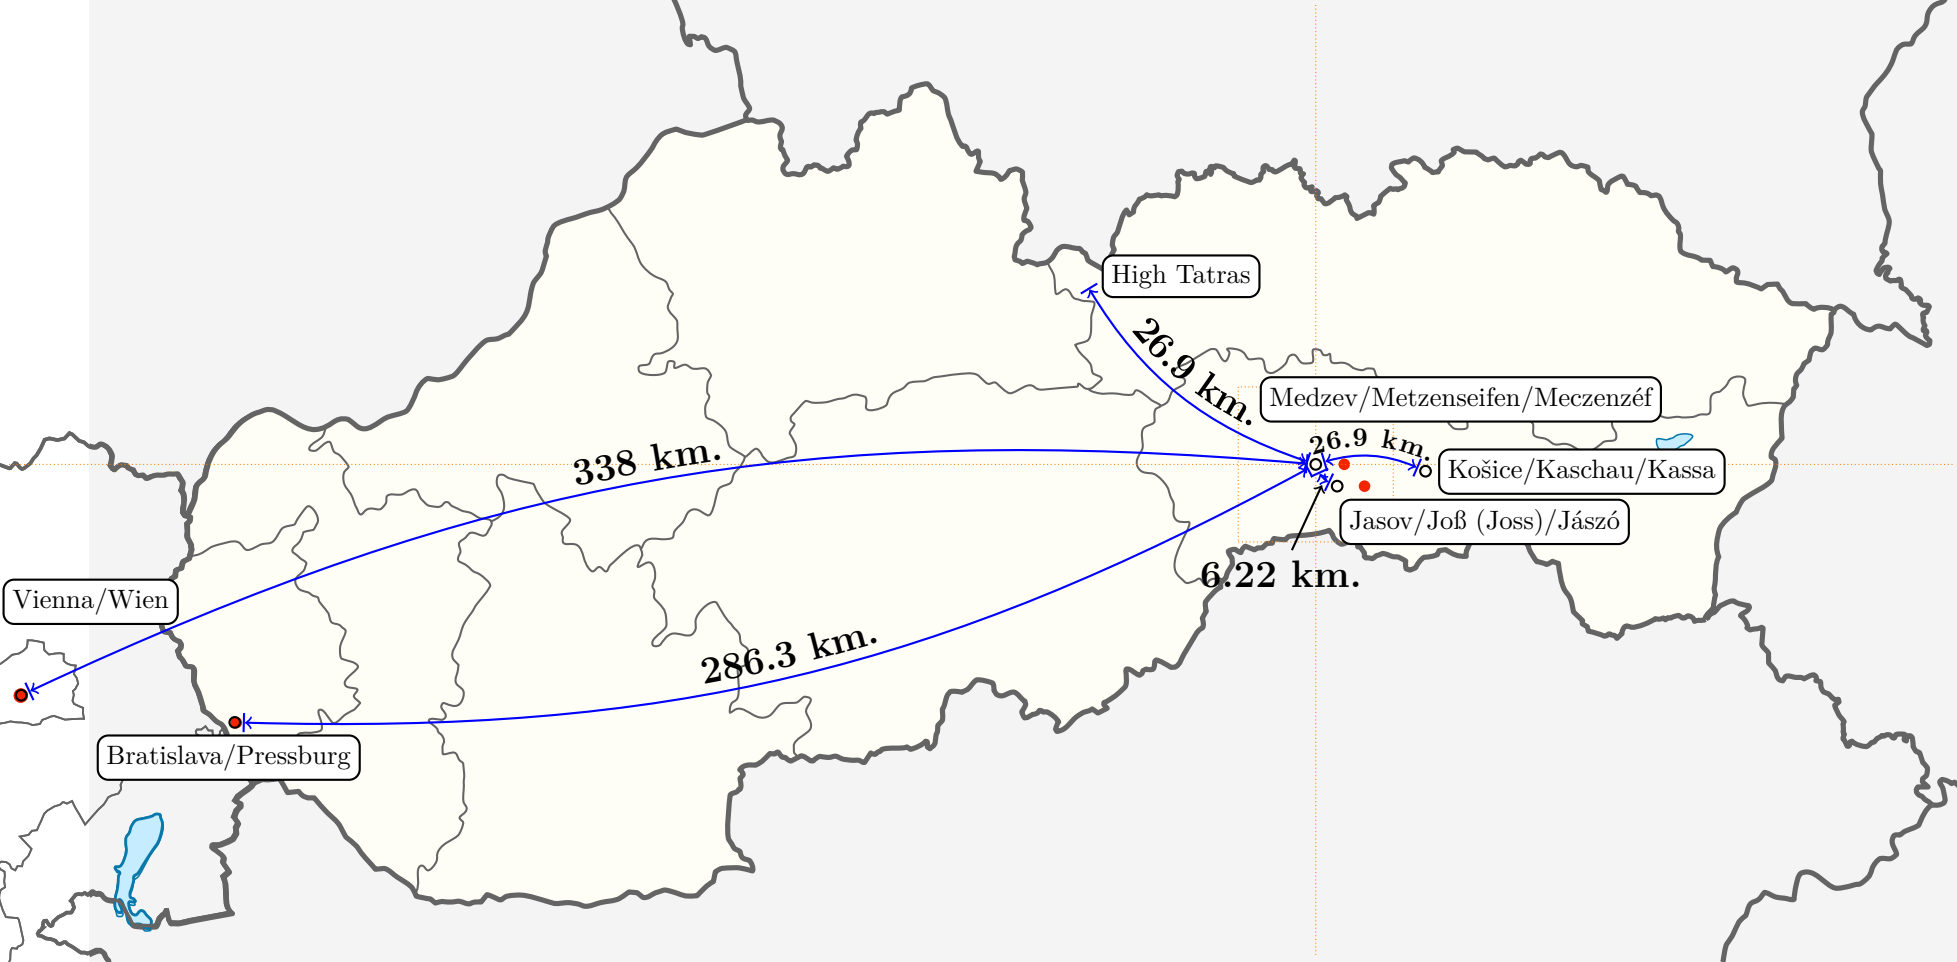 High Tatras
26.9 km.
Medzev/Metzenseifen/Meczenzéf
338 km.
26.9 km.
Košice/Kaschau/Kassa
Jasov/Joß (Joss)/Jászó
6.22 km.
Vienna/Wien
286.3 km.
Bratislava/Pressburg